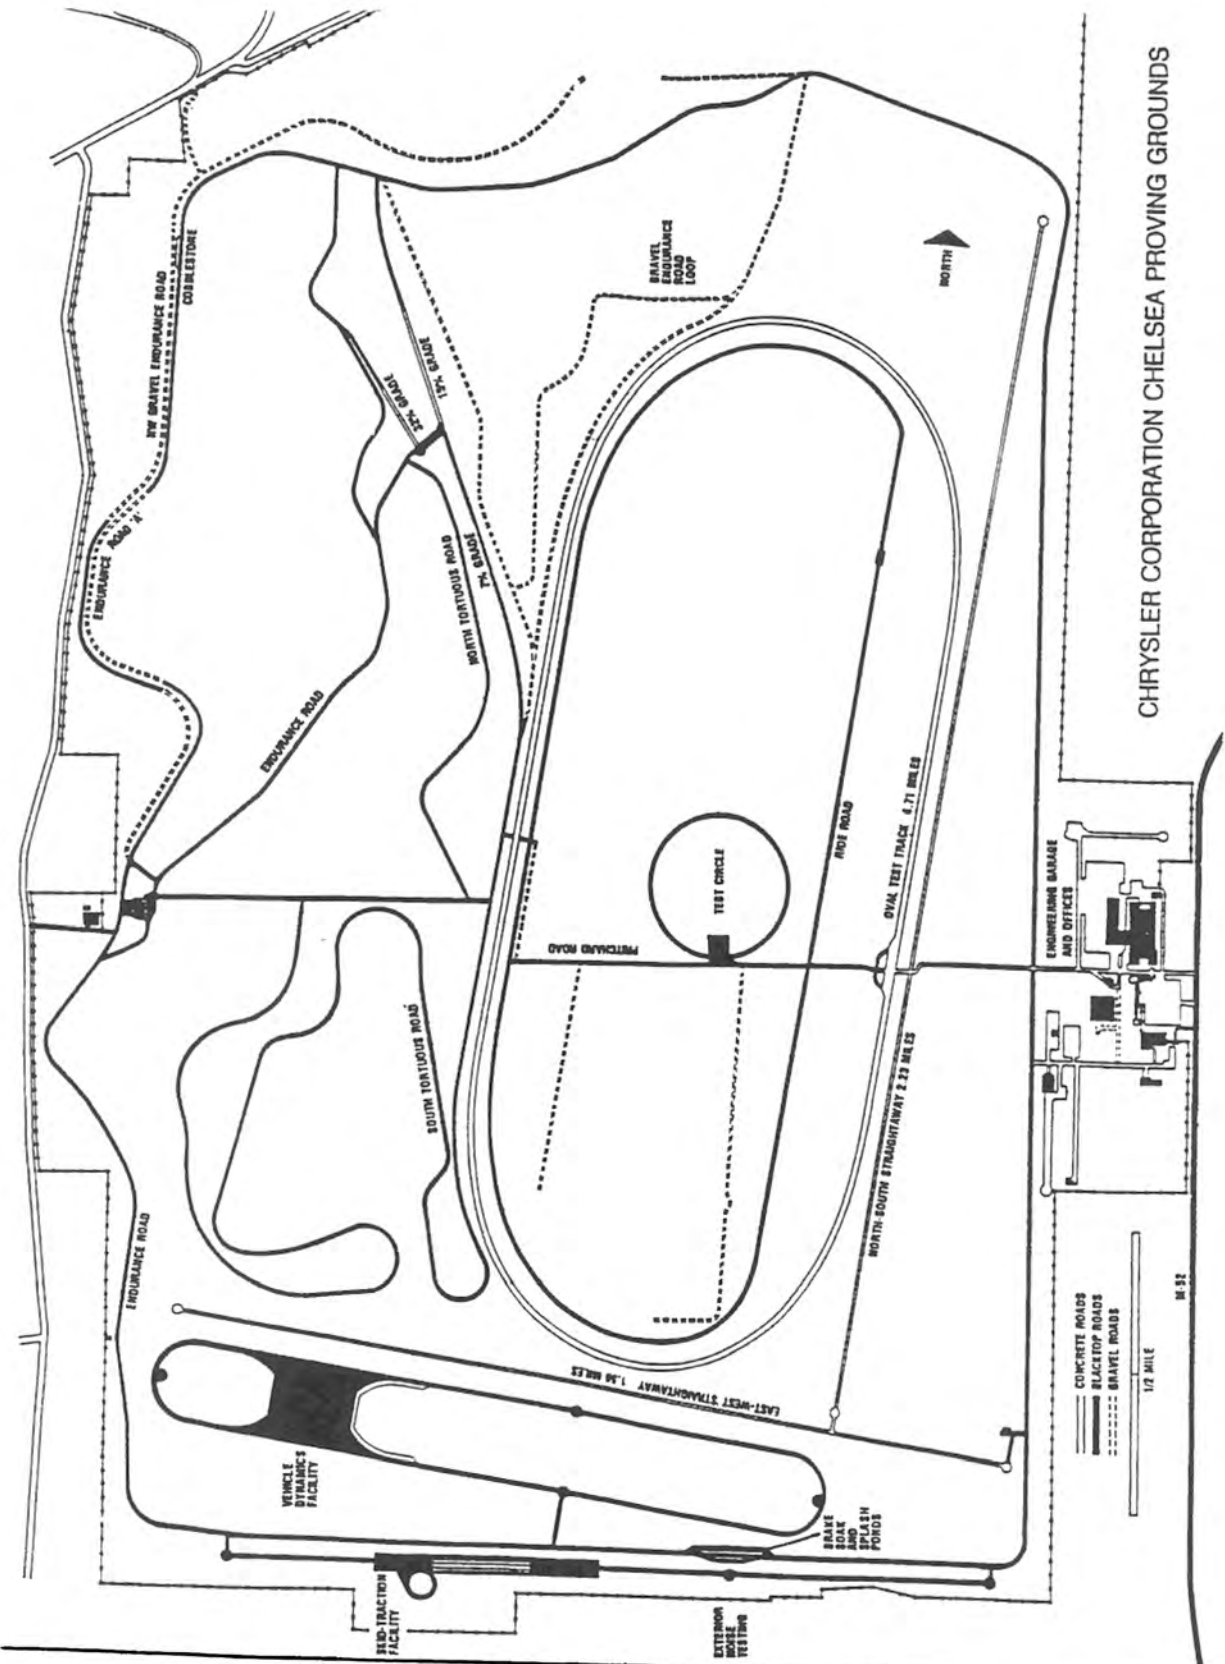 CHRYSLER CORPORATION CHELSEA PROVING GROUNDS
NW GRAVEL ENDURANCE ROAD
COBBLESTONE
ENDURANCE ROAD 'A'
GRAVEL
ENDURANCE
ROAD
LOOP
NORTH
32% GRADE
15% GRADE
7% GRADE
NORTH TORTUOUS ROAD
ENDURANCE ROAD
TEST CIRCLE
RIDE ROAD
OVAL TEST TRACK 4.71 MILES
PRITCHARD ROAD
ENGINEERING GARAGE
AND OFFICES
SOUTH TORTUOUS ROAD
NORTH-SOUTH STRAIGHTAWAY 2.23 MILES
ENDURANCE ROAD
EAST-WEST STRAIGHTAWAY
MILES
VEHICLE
DYNAMICS
FACILITY
BRAKE
SOAK
AND
SPLASH
PONDS
SKID-TRACTION
FACILITY
EXTERIOR
NOISE
TESTING
CONCRETE ROADS
BLACKTOP ROADS
GRAVEL ROADS
1/2 MILE
M-52